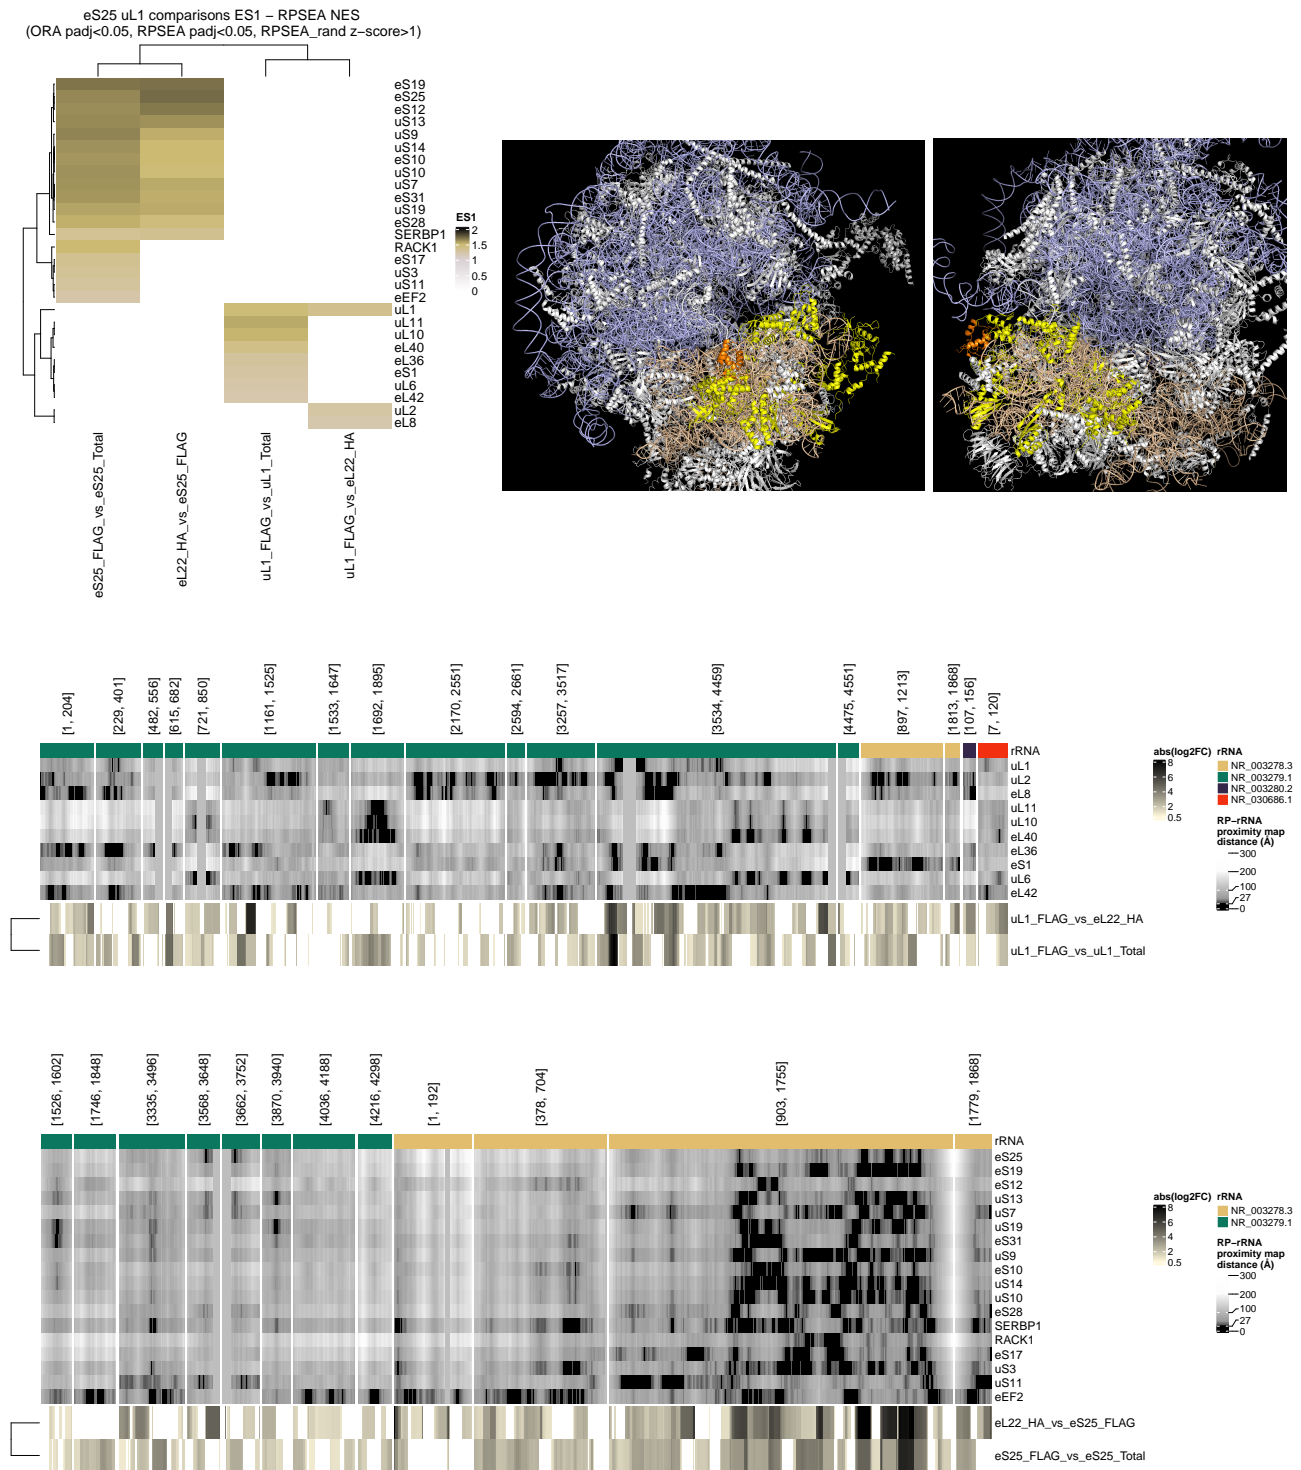 eS25 uL1 comparisons ES1 − RPSEA NES
(ORA padj<0.05, RPSEA padj<0.05, RPSEA_rand z−score>1)
eS19
eS25
eS12
uS13
uS9
uS14
eS10
uS10
uS7
eS31
uS19
eS28
SERBP1
RACK1
eS17
uS3
uS11
eEF2
uL1
uL11
uL10
eL40
eL36
eS1
uL6
eL42
uL2
eL8
ES1
2
1.5
1
0.5
0
eS25_FLAG_vs_eS25_Total
eL22_HA_vs_eS25_FLAG
uL1_FLAG_vs_uL1_Total
uL1_FLAG_vs_eL22_HA
[1, 204]
[229, 401]
[482, 556]
[615, 682]
[721, 850]
[1161, 1525]
[1533, 1647]
[1692, 1895]
[2170, 2551]
[2594, 2661]
[3257, 3517]
[3534, 4459]
[4475, 4551]
[897, 1213]
[1813, 1868]
[107, 156]
[7, 120]
rRNA
uL1
uL2
eL8
uL11
uL10
eL40
eL36
eS1
uL6
eL42
uL1_FLAG_vs_eL22_HA
uL1_FLAG_vs_uL1_Total
abs(log2FC)
8
6
4
2
0.5
rRNA
NR_003278.3
NR_003279.1
NR_003280.2
NR_030686.1
RP−rRNA
proximity map
distance (Å)
300
200
100
27
0
[1526, 1602]
[1746, 1848]
[3335, 3496]
[3568, 3648]
[3662, 3752]
[3870, 3940]
[4036, 4188]
[4216, 4298]
[1, 192]
[378, 704]
[903, 1755]
[1779, 1868]
rRNA
eS25
eS19
eS12
uS13
uS7
uS19
eS31
uS9
eS10
uS14
uS10
eS28
SERBP1
RACK1
eS17
uS3
uS11
eEF2
eL22_HA_vs_eS25_FLAG
eS25_FLAG_vs_eS25_Total
abs(log2FC)
8
6
4
2
0.5
rRNA
NR_003278.3
NR_003279.1
RP−rRNA
proximity map
distance (Å)
300
200
100
27
0